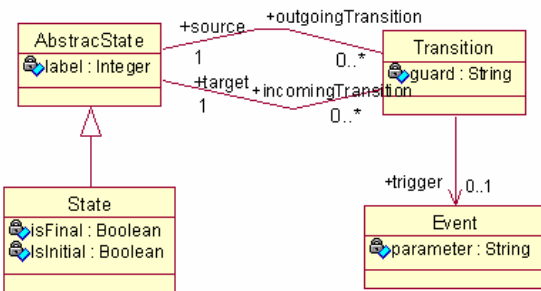 +source
+outgoingTransition
AbstracState
label : Integer
1
0..*
Transition
guard : String
+target
+incomingTransition
1
0..*
+trigger
0..1
State
isFinal : Boolean
IsInitial : Boolean
Event
parameter : String